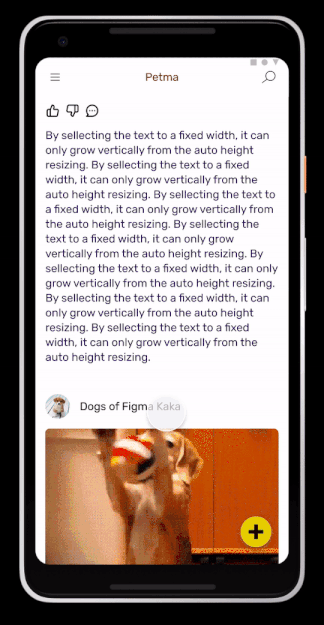 Petma
By sellecting the text to a fixed width, it can
only grow vertically from the auto height
resizing. By sellecting the text to a fixed
width, it can only grow vertically from the
auto height resizing. By sellecting the text to
a fixed width, it can only grow vertically from
the auto height resizing. By sellecting the
text to a fixed width, it can only grow
vertically from the auto height resizing. By
sellecting the text to a fixed width, it can only
grow vertically from the auto height resizing.
By sellecting the text to a fixed width, it can
only grow vertically from the auto height
resizing. By sellecting the text to a fixed
width, it can only grow vertically from the
auto height resizing.
Dogs of Figma Kaka